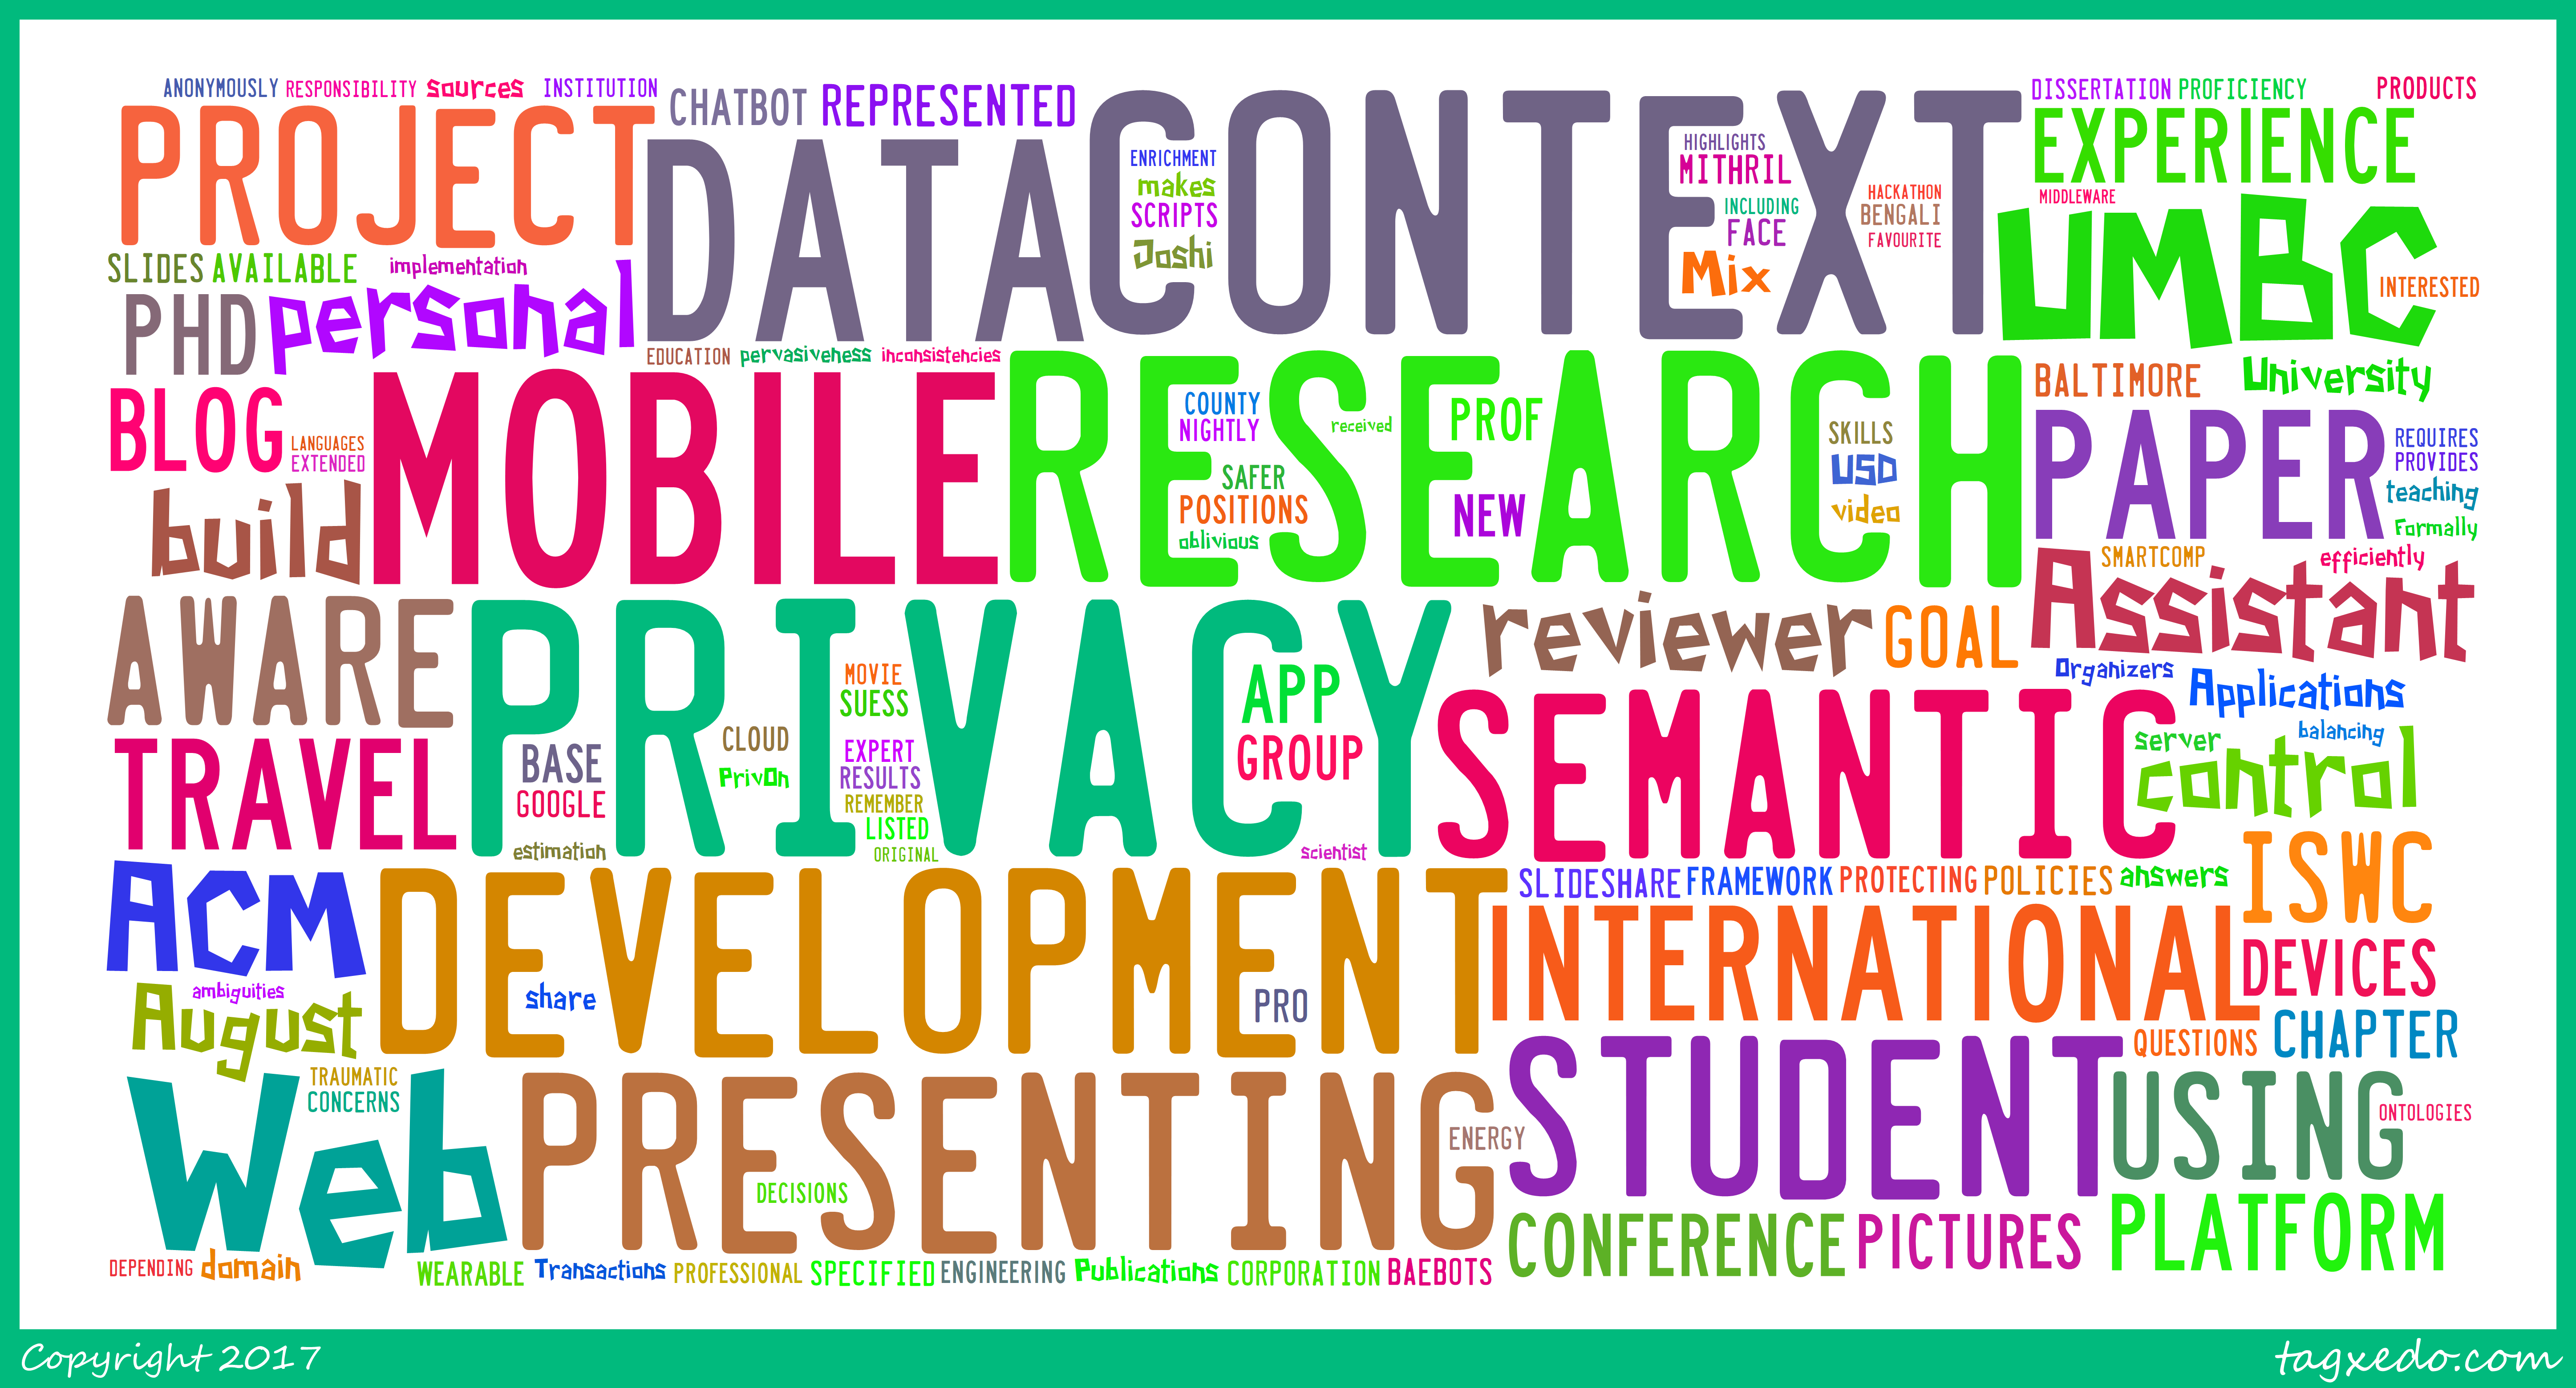 ANONYMOUSLY RESPONSIBILITY sources INSTITUTION
CHATBOT REPRESENTED
DISSERTATION PROFICIENCY PRODUCTS
PROJECT
DATA
CONTEXT
EXPERIENCE
ENRICHMENT
makes
SCRIPTS
Joshi
HIGHLIGHTS
MITHRIL
INCLUDING
FACE
Mix
HACKATHON
BENGALI
FAVOURITE
MIDDLEWARE
UMBC
INTERESTED
SLIDES AVAILABLE implementation
PHD personal
EDUCATION pervasiveness inconsistencies
BALTIMORE University
BLOG
LANGUAGES
EXTENDED
MOBILE
RESEARCH
COUNTY
NIGHTLY
received
PROF
SAFER
POSITIONS
oblivious
NEW
SKILLS
USD
video
PAPER
REQUIRES
PROVIDES
teaching
Formally
build
SMARTCOMP efficiently
Assistant
AWARE
PRIVACY
reviewer GOAL
Organizers Applications
MOVIE
SUESS
APP
GROUP
SEMANTIC
balancing
server
control
TRAVEL
BASE
GOOGLE
CLOUD
PrivOn
EXPERT
RESULTS
REMEMBER
LISTED
ORIGINAL
estimation
scientist
ACM
DEVELOPMENT
SLIDESHARE FRAMEWORK PROTECTING POLICIES answers
ISWC
INTERNATIONAL
DEVICES
ambiguities
August
share
PRO
QUESTIONS CHAPTER
STUDENT
USING
ONTOLOGIES
TRAUMATIC
CONCERNS
Web
PRESENTING
ENERGY
DECISIONS
CONFERENCE PICTURES PLATFORM
DEPENDING domain WEARABLE Transactions PROFESSIONAL SPECIFIED ENGINEERING Publications CORPORATION BAEBOTS
Copyright 2017
tagxedo.com